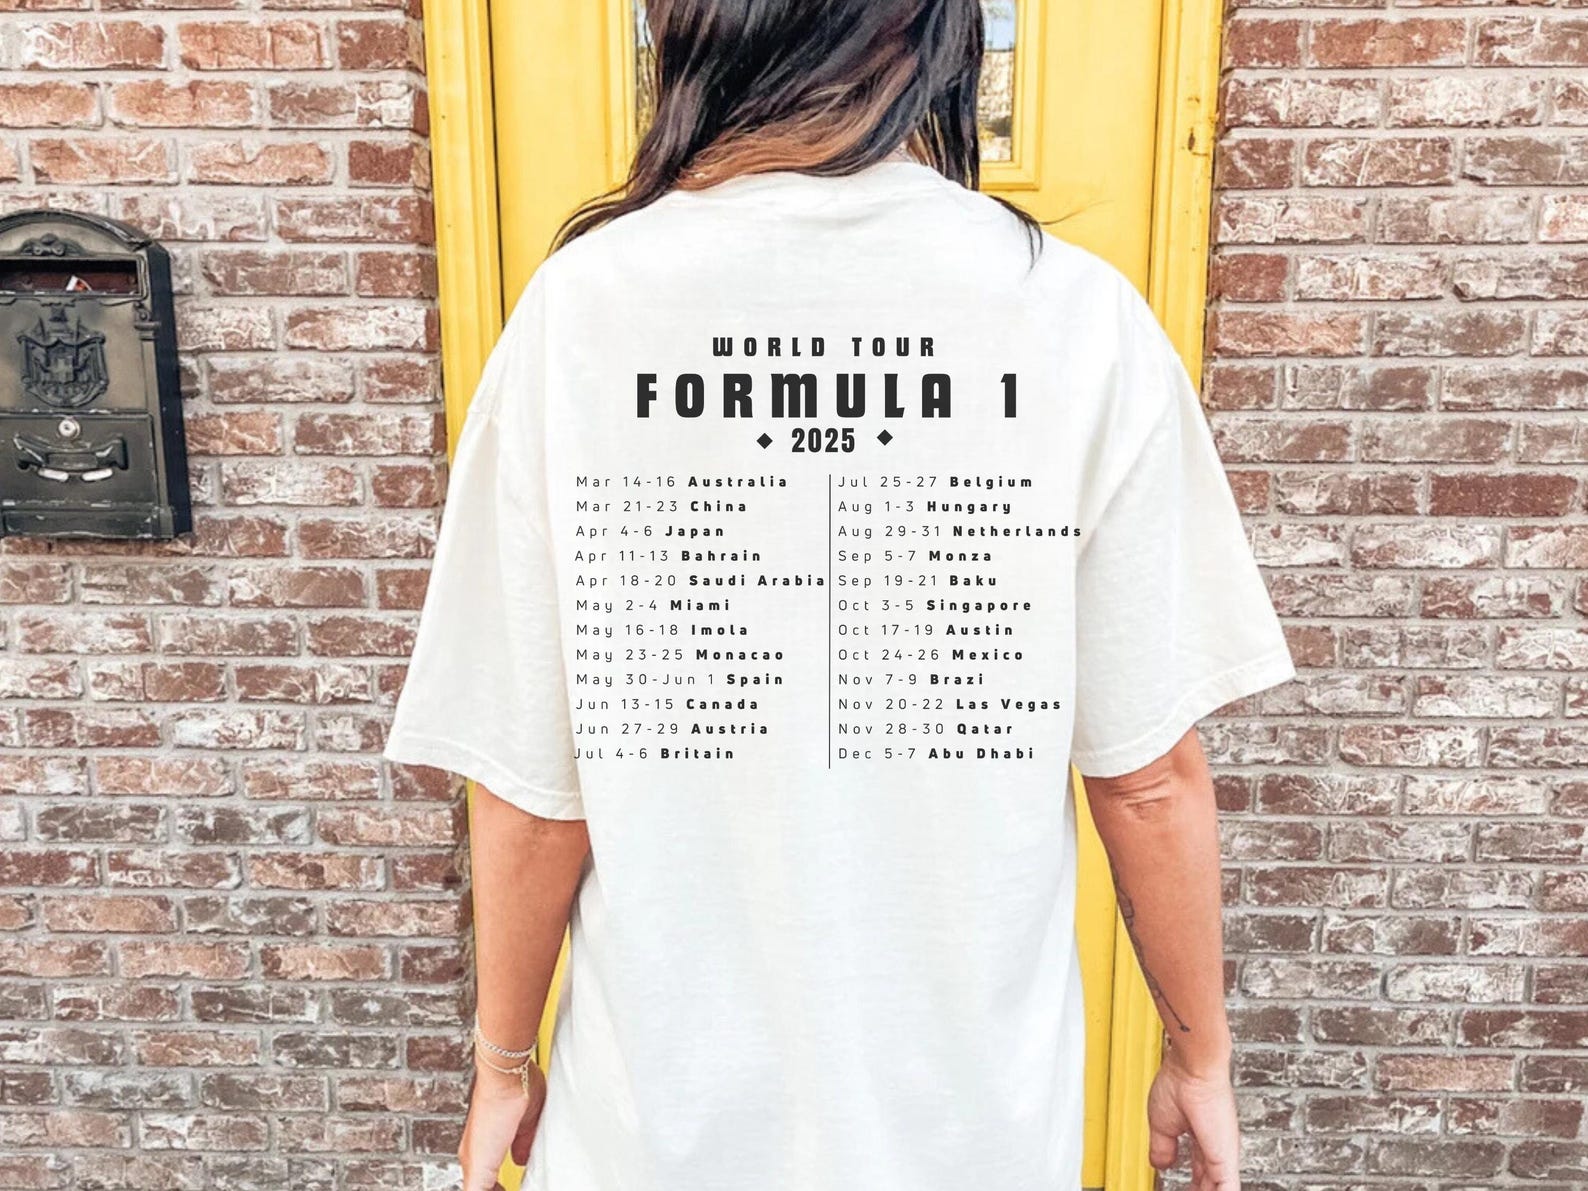 WORLD TOUR
FORMULA 1
◆ 2025 ◆
Mar 14-16 Australia
Mar 21-23 China
Apr 4-6 Japan
Apr 11-13 Bahrain
Apr 18-20 Saudi Arabia
May 2-4 Miami
May 16-18 Imola
May 23-25 Monacao
May 30-Jun 1 Spain
Jun 13-15 Canada
Jun 27-29 Austria
Jul 4-6 Britain
Jul 25-27 Belgium
Aug 1-3 Hungary
Aug 29-31 Netherlands
Sep 5-7 Monza
Sep 19-21 Baku
Oct 3-5 Singapore
Oct 17-19 Austin
Oct 24-26 Mexico
Nov 7-9 Brazi
Nov 20-22 Las Vegas
Nov 28-30 Qatar
Dec 5-7 Abu Dhabi